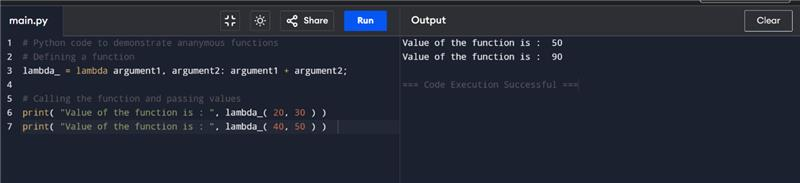 main.py
Share
Run
Output
Clear
1 # Python code to demonstrate ananymous functions
2 # Defining a function
3 lambda_ = lambda argument1, argument2: argument1 + argument2;
4
5 # Calling the function and passing values
6 print( "Value of the function is : ", lambda_( 20, 30 ) )
7 print( "Value of the function is : ", lambda_( 40, 50 ) )
Value of the function is :  50
Value of the function is :  90
=== Code Execution Successful ===